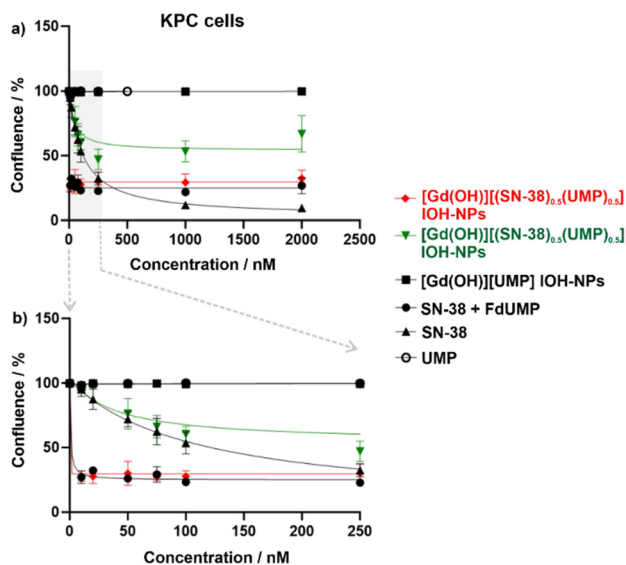 KPC cells
a)
Confluence / %
150
100
50
0
0 500 1000 1500 2000 2500
Concentration / nM
b)
Confluence / %
150
100
50
0
0 50 100 150 200 250
Concentration / nM
[Gd(OH)][(SN-38)0.5(UMP)0.5]
IOH-NPs
[Gd(OH)][(SN-38)0.5(UMP)0.5]
IOH-NPs
[Gd(OH)][UMP] IOH-NPs
SN-38 + FdUMP
SN-38
UMP